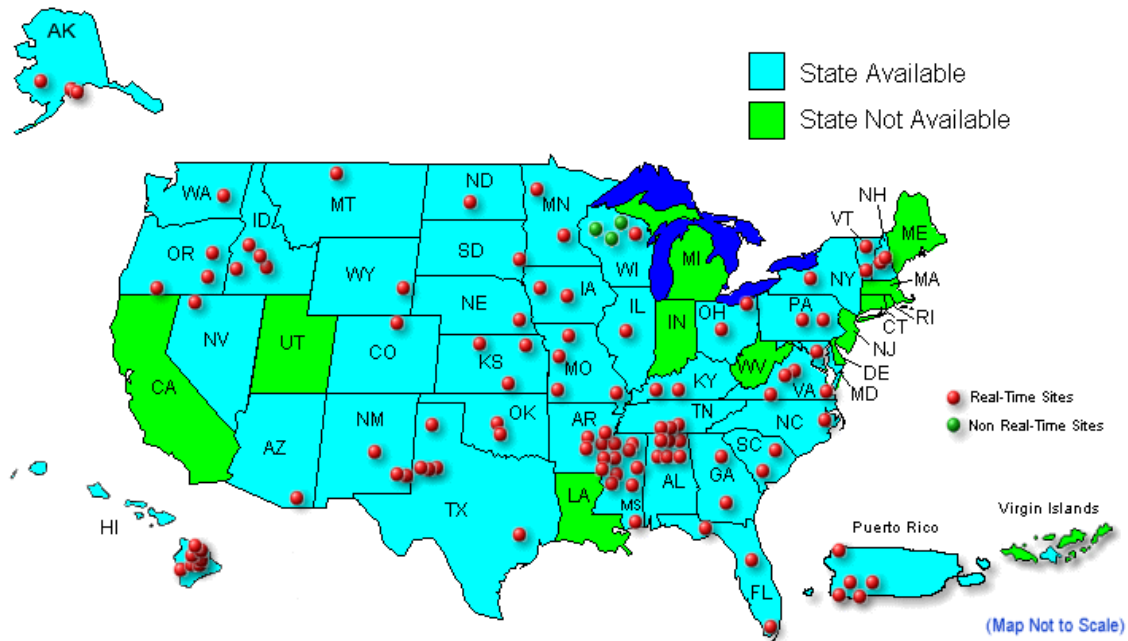 AK
State Available
State Not Available
WA
MT
ND
MN
NH
VT
ME
ID
OR
SD
WI
MI
NY
MA
WY
IA
PA
RI
NE
IL
IN
OH
CT
NV
UT
CO
NJ
KS
MO
WV
DE
CA
KY
VA
MD
Real-Time Sites
OK
TN
NC
NM
AR
SC
Non Real-Time Sites
AZ
AL
GA
LA
MS
TX
Virgin Islands
HI
Puerto Rico
FL
(Map Not to Scale)